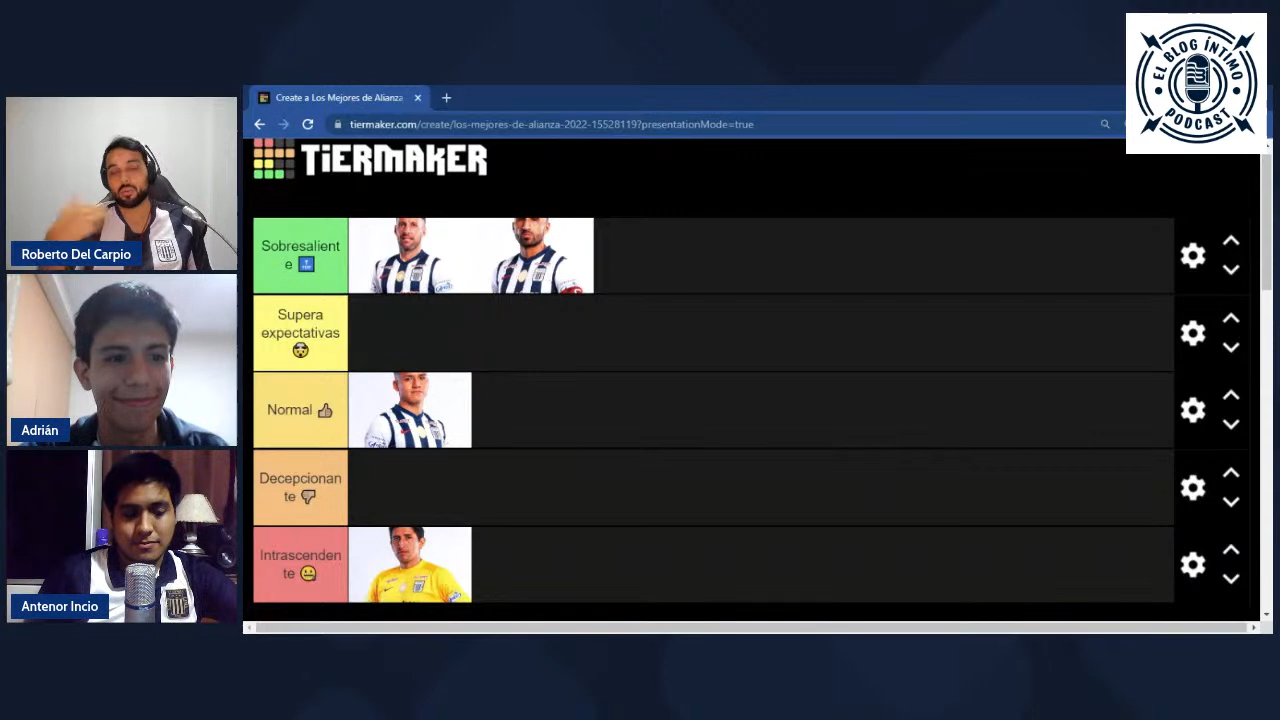 EL BLOG ÍNTIMO
PODCAST
Create a Los Mejores de Alianza
tiermaker.com/create/los-mejores-de-alianza-2022-15528119?presentationMode=true
TiERMAKER
Sobresalient
e
TOP
Supera
expectativas
Normal
Decepcionan
te
Intrascenden
te
Roberto Del Carpio
Adrián
Antenor Incio